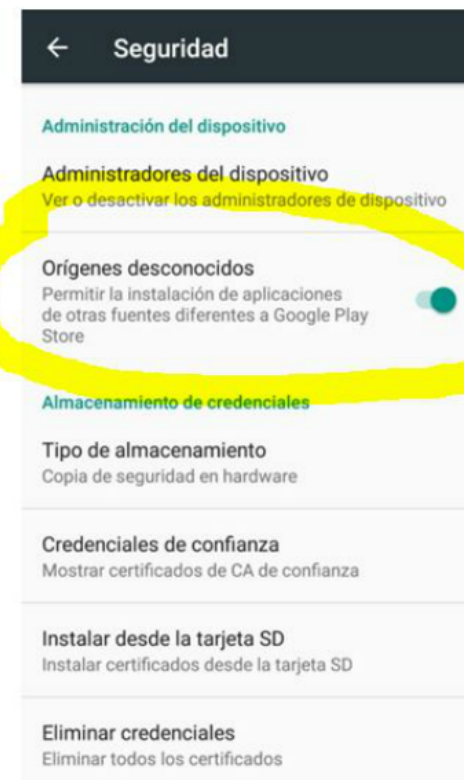 Seguridad
Administración del dispositivo
Administradores del dispositivo
Ver o desactivar los administradores de dispositivo
Orígenes desconocidos
Permitir la instalación de aplicaciones
de otras fuentes diferentes a Google Play
Store
Almacenamiento de credenciales
Tipo de almacenamiento
Copia de seguridad en hardware
Credenciales de confianza
Mostrar certificados de CA de confianza
Instalar desde la tarjeta SD
Instalar certificados desde la tarjeta SD
Eliminar credenciales
Eliminar todos los certificados